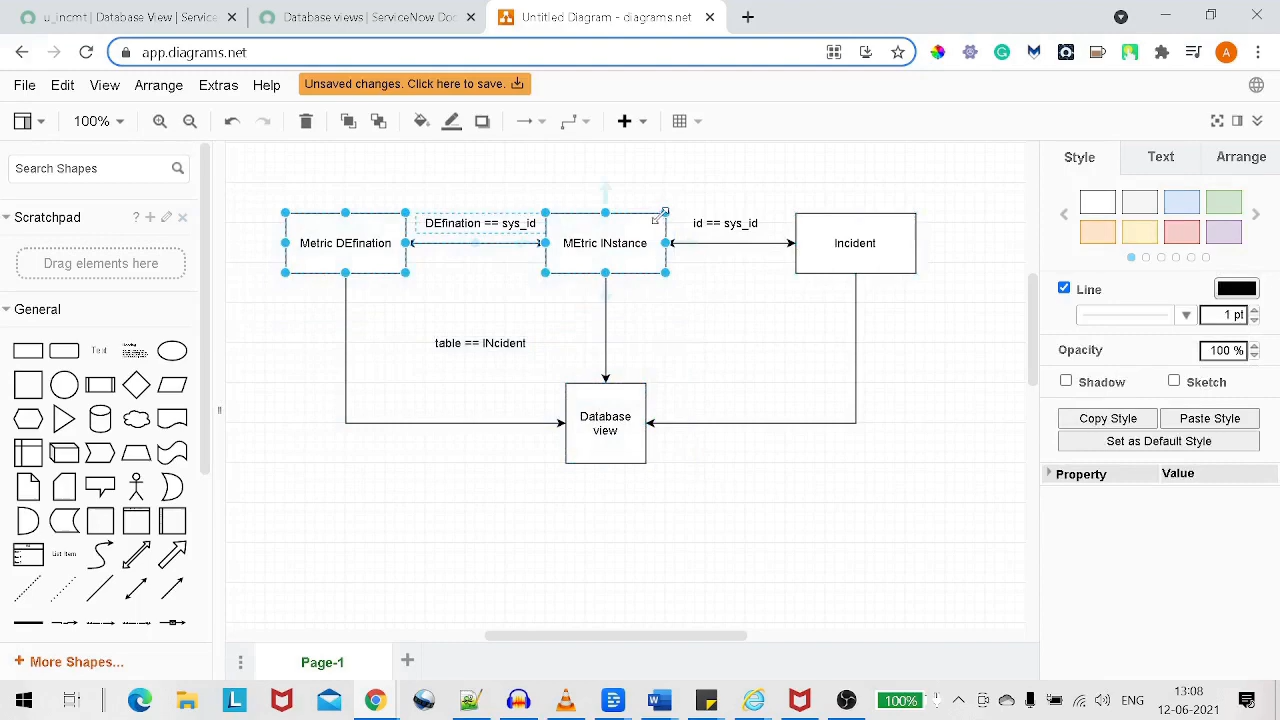 u_incident | Database View | Service
Database views | ServiceNow Doc
Untitled Diagram - diagrams.net
app.diagrams.net
A
File Edit View Arrange Extras Help
Unsaved changes. Click here to save.
100%
Search Shapes
Scratchpad
?
Drag elements here
General
Text
List Item
+ More Shapes...
DEfination == sys_id
id == sys_id
Metric DEfination
MEtric INstance
Incident
table == INcident
Database
view
Page-1
Style Text Arrange
Line
1 pt
Opacity
100 %
Shadow
Sketch
Copy Style
Paste Style
Set as Default Style
Property
Value
100%
ENG
13:08
12-06-2021